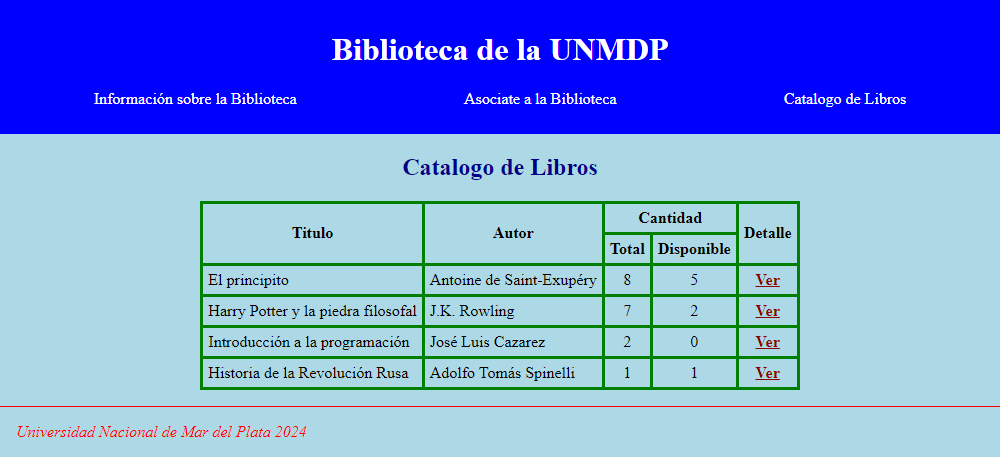 Biblioteca de la UNMDP
Información sobre la Biblioteca Asociate a la Biblioteca Catalogo de Libros
Catalogo de Libros
Titulo Autor Cantidad Detalle
Total Disponible
El principito Antoine de Saint-Exupéry 8 5 Ver
Harry Potter y la piedra filosofal J.K. Rowling 7 2 Ver
Introducción a la programación José Luis Cazarez 2 0 Ver
Historia de la Revolución Rusa Adolfo Tomás Spinelli 1 1 Ver
Universidad Nacional de Mar del Plata 2024